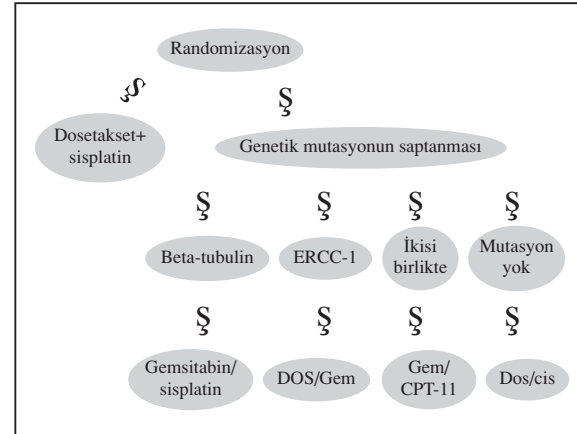 Randomizasyon
Ş Ş
Dosetakset+
sisplatin
Genetik mutasyonun saptanması
Ş Ş Ş Ş
Beta-tubulin
ERCC-1
İkisi
birlikte
Mutasyon
yok
Ş Ş Ş Ş
Gemsitabin/
sisplatin
DOS/Gem
Gem/
CPT-11
Dos/cis